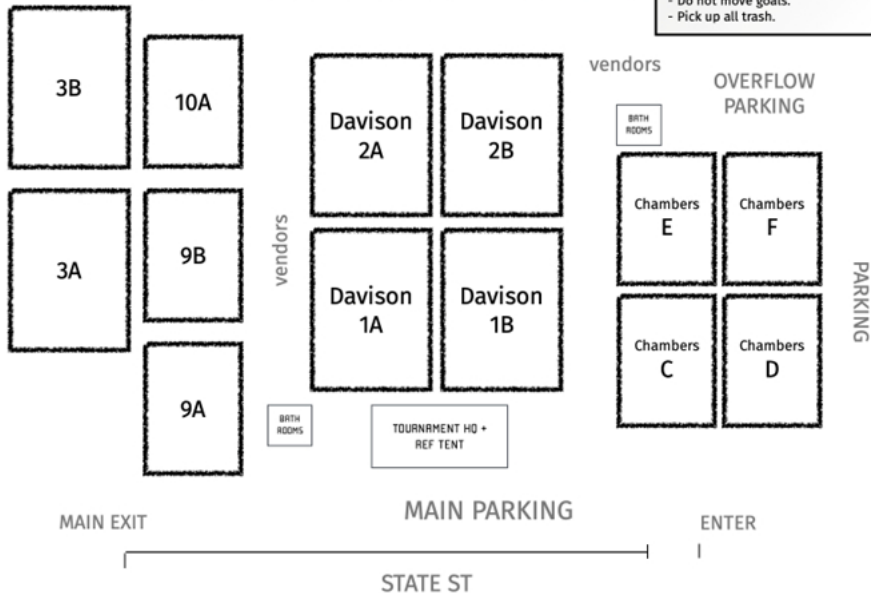 - Do not move goals.
- Pick up all trash.
3B
10A
Davison
2A
Davison
2B
vendors
OVERFLOW
PARKING
BATH
ROOMS
Chambers
E
Chambers
F
3A
9B
vendors
Davison
1A
Davison
1B
PARKING
Chambers
C
Chambers
D
9A
BATH
ROOMS
TOURNAMENT HQ +
REF TENT
MAIN EXIT
MAIN PARKING
ENTER
STATE ST